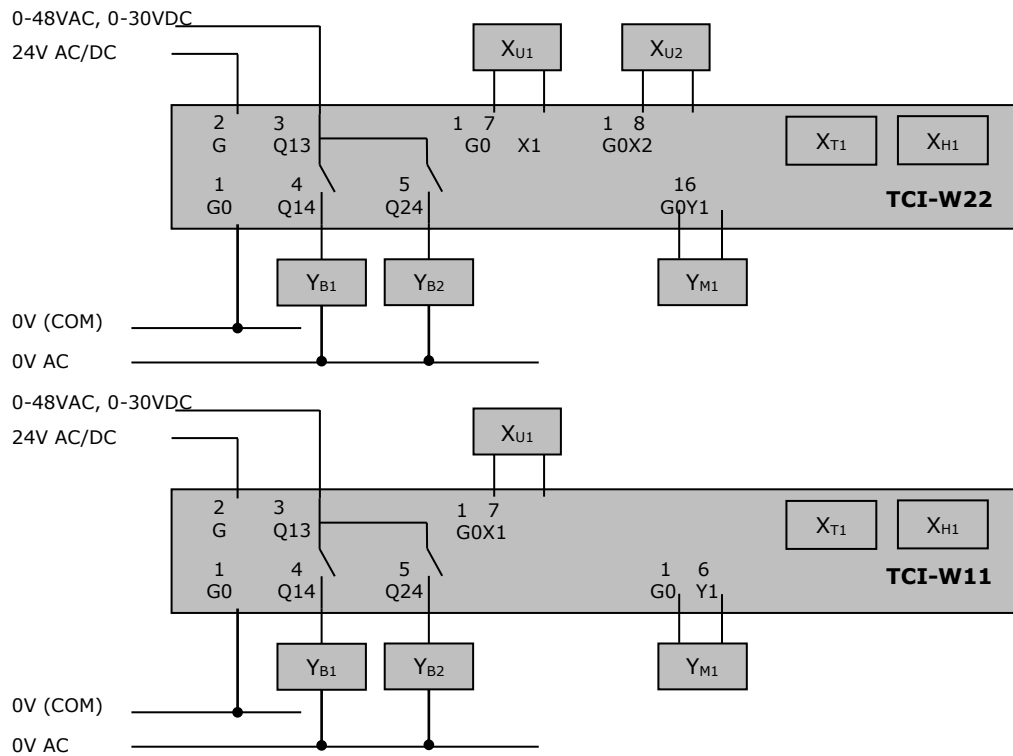 0-48VAC, 0-30VDC
24V AC/DC
XU1 XU2
2 3 1 7 1 8
G Q13 G0 X1 G0X2
XT1 XH1
1 4 5 16
G0 Q14 Q24 G0Y1
TCI-W22
YB1 YB2 YM1
0V (COM)
0V AC
0-48VAC, 0-30VDC
24V AC/DC
XU1
2 3 1 7
G Q13 G0X1
XT1 XH1
1 4 5 1 6
G0 Q14 Q24 G0 Y1
TCI-W11
YB1 YB2 YM1
0V (COM)
0V AC